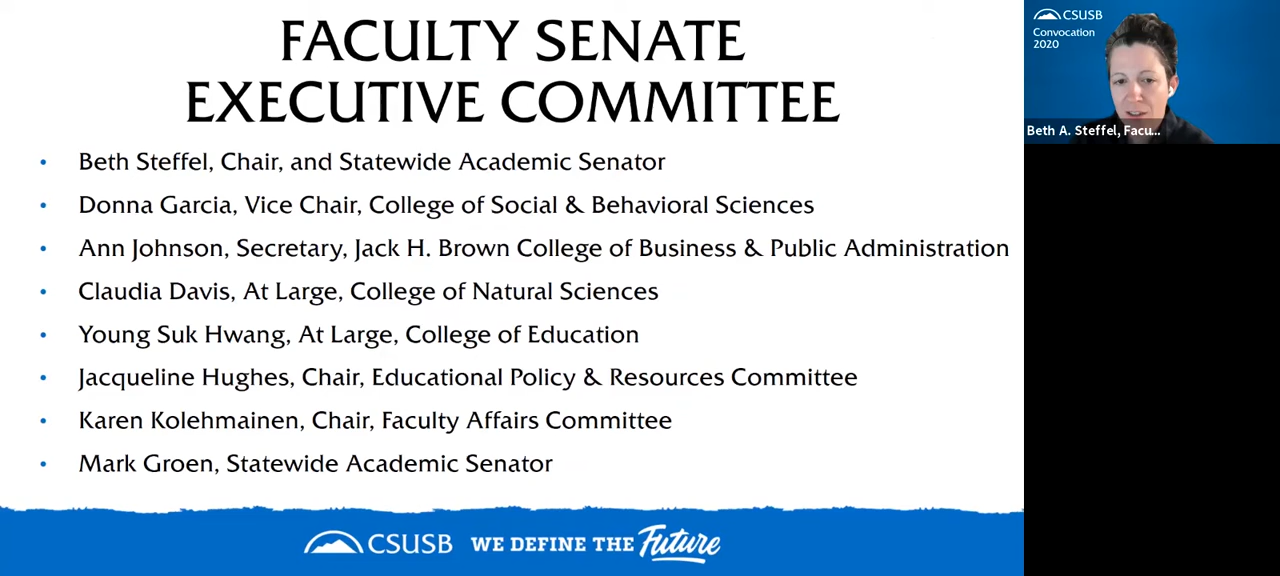 FACULTY SENATE
EXECUTIVE COMMITTEE
• Beth Steffel, Chair, and Statewide Academic Senator
• Donna Garcia, Vice Chair, College of Social & Behavioral Sciences
• Ann Johnson, Secretary, Jack H. Brown College of Business & Public Administration
• Claudia Davis, At Large, College of Natural Sciences
• Young Suk Hwang, At Large, College of Education
• Jacqueline Hughes, Chair, Educational Policy & Resources Committee
• Karen Kolehmainen, Chair, Faculty Affairs Committee
• Mark Groen, Statewide Academic Senator
CSUSB WE DEFINE THE Future
CSUSB
Convocation
2020
Beth A. Steffel, Facu...